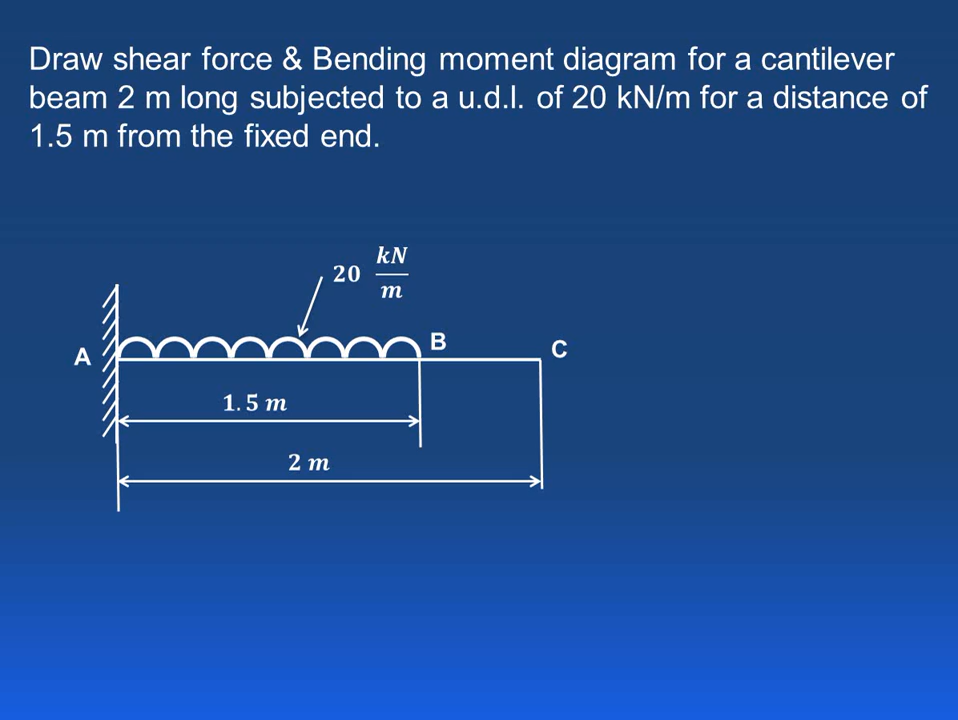 Draw shear force & Bending moment diagram for a cantilever
beam 2 m long subjected to a u.d.l. of 20 kN/m for a distance of
1.5 m from the fixed end.
20 kN/m
A
B
C
1.5 m
2 m